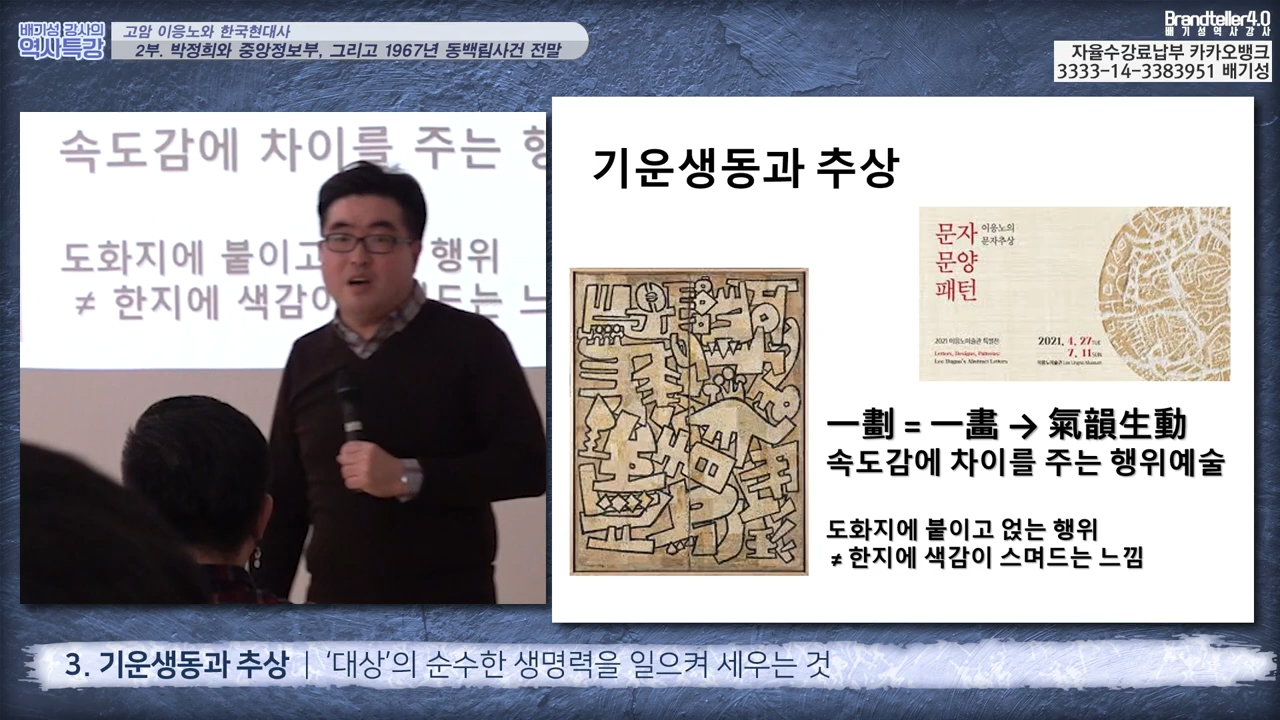 배기성 강사의
역사특강
고암 이응노와 한국현대사
2부. 박정희와 중앙정보부, 그리고 1967년 동백림사건 전말
Brandteller4.0
배기성역사강사
자율수강료납부 카카오뱅크
3333-14-3383951 배기성
속도감에 차이를 주는 행
도화지에 붙이고 행위
≠ 한지에 색감이 드는 느
기운생동과 추상
문자 이응노의
문양 문자추상
패턴
2021 이응노미술관 특별전
Letters, Designs, Patterns:
Lee Ungno's Abstract Letters
2021. 4. 27 TUE
7. 11 SUN
이응노미술관 Lee Ungno Museum
一劃 = 一畵 → 氣韻生動
속도감에 차이를 주는 행위예술
도화지에 붙이고 얹는 행위
≠ 한지에 색감이 스며드는 느낌
3. 기운생동과 추상 | ‘대상’의 순수한 생명력을 일으켜 세우는 것